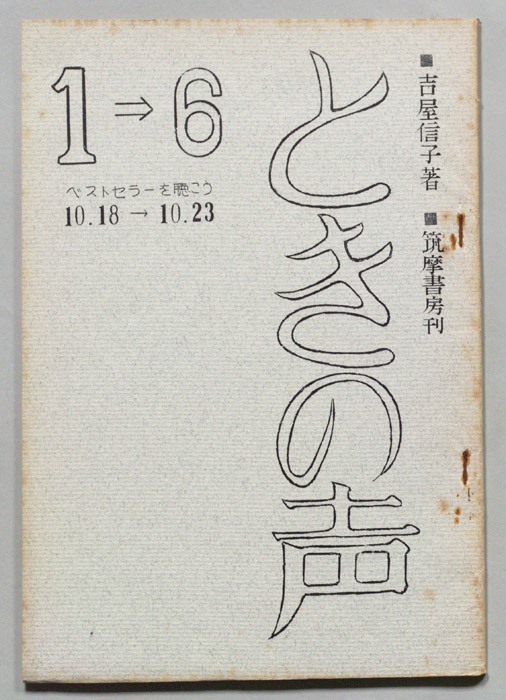 ■吉屋信子著 ■筑摩書房刊
ときの声
1⇒6
ベストセラーを聴こう
10.18 → 10.23